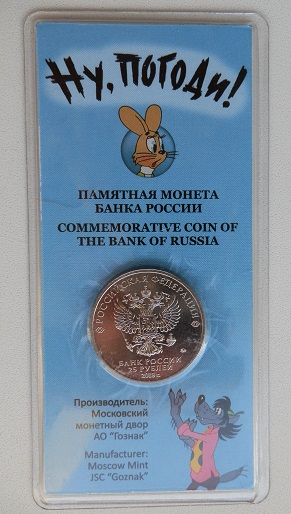 Ну, погоди!
ПАМЯТНАЯ МОНЕТА
БАНКА РОССИИ
COMMEMORATIVE COIN OF
THE BANK OF RUSSIA
РОССИЙСКАЯ ФЕДЕРАЦИЯ
БАНК РОССИИ
25 РУБЛЕЙ
2018 г.
Производитель:
Московский
монетный двор
АО "Гознак"
Manufacturer:
Moscow Mint
JSC "Goznak"